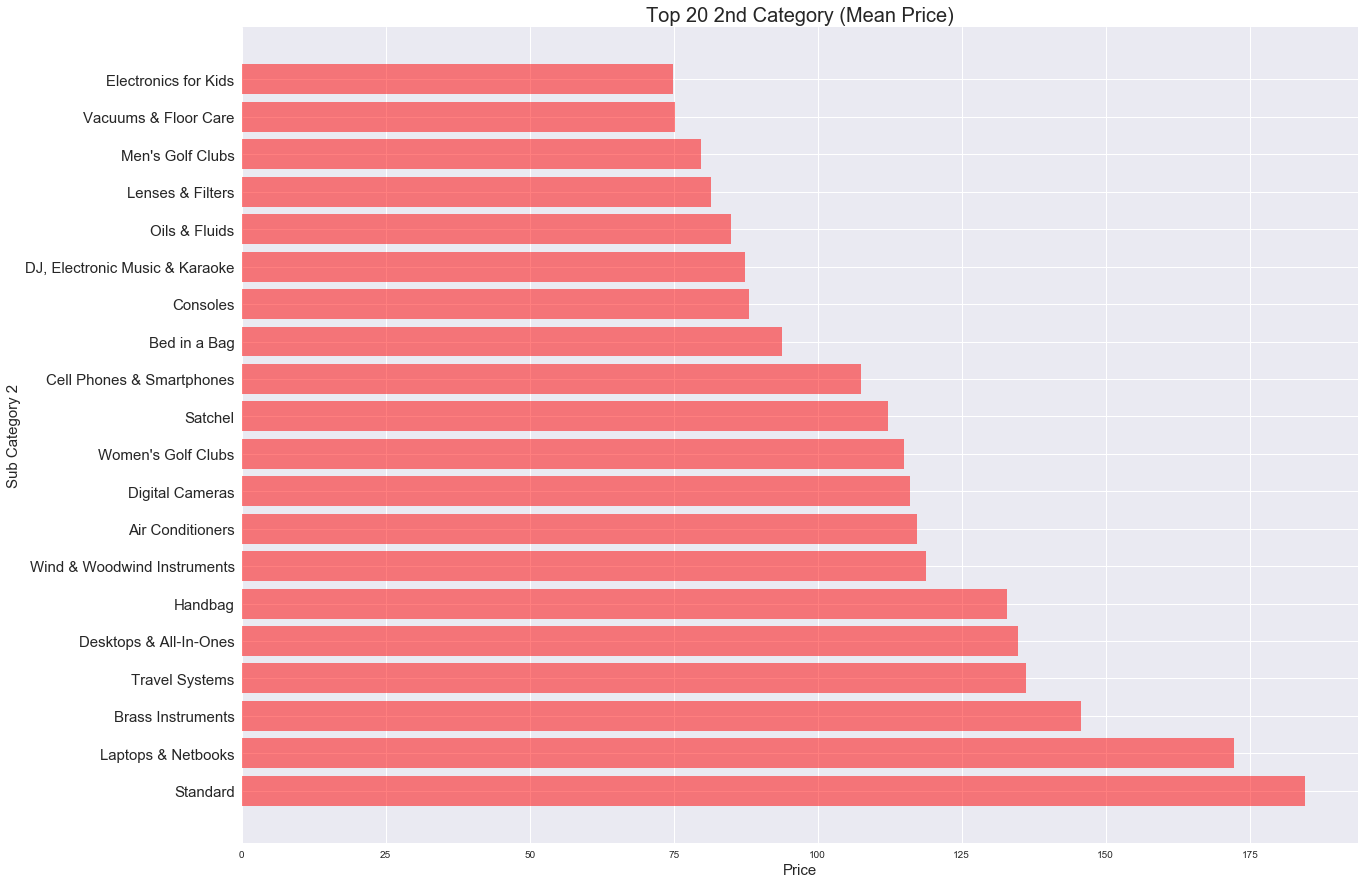 Top 20 2nd Category (Mean Price)
Sub Category 2
Electronics for Kids
Vacuums & Floor Care
Men's Golf Clubs
Lenses & Filters
Oils & Fluids
DJ, Electronic Music & Karaoke
Consoles
Bed in a Bag
Cell Phones & Smartphones
Satchel
Women's Golf Clubs
Digital Cameras
Air Conditioners
Wind & Woodwind Instruments
Handbag
Desktops & All-In-Ones
Travel Systems
Brass Instruments
Laptops & Netbooks
Standard
0 25 50 75 100 125 150 175
Price